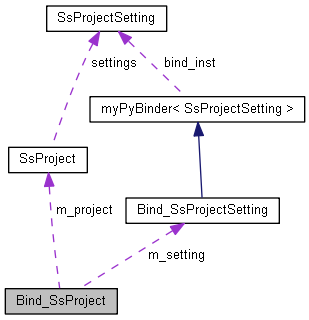 SsProjectSetting
settings
bind_inst
myPyBinder< SsProjectSetting >
SsProject
m_project
Bind_SsProjectSetting
m_setting
Bind_SsProject